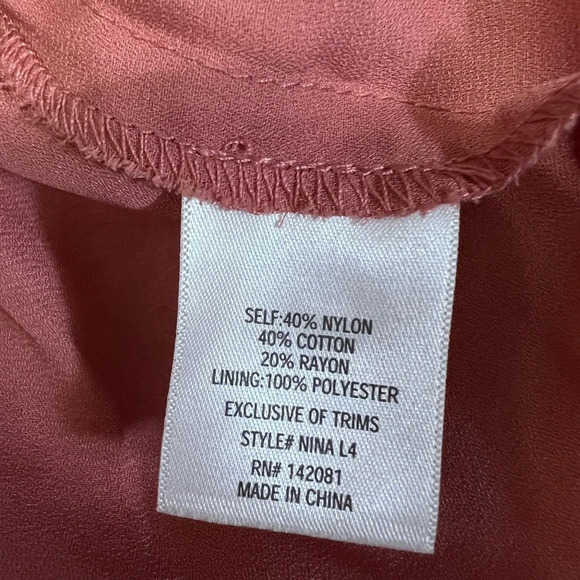 SELF:40% NYLON
40% COTTON
20% RAYON
LINING:100% POLYESTER
EXCLUSIVE OF TRIMS
STYLE# NINA L4
RN# 142081
MADE IN CHINA